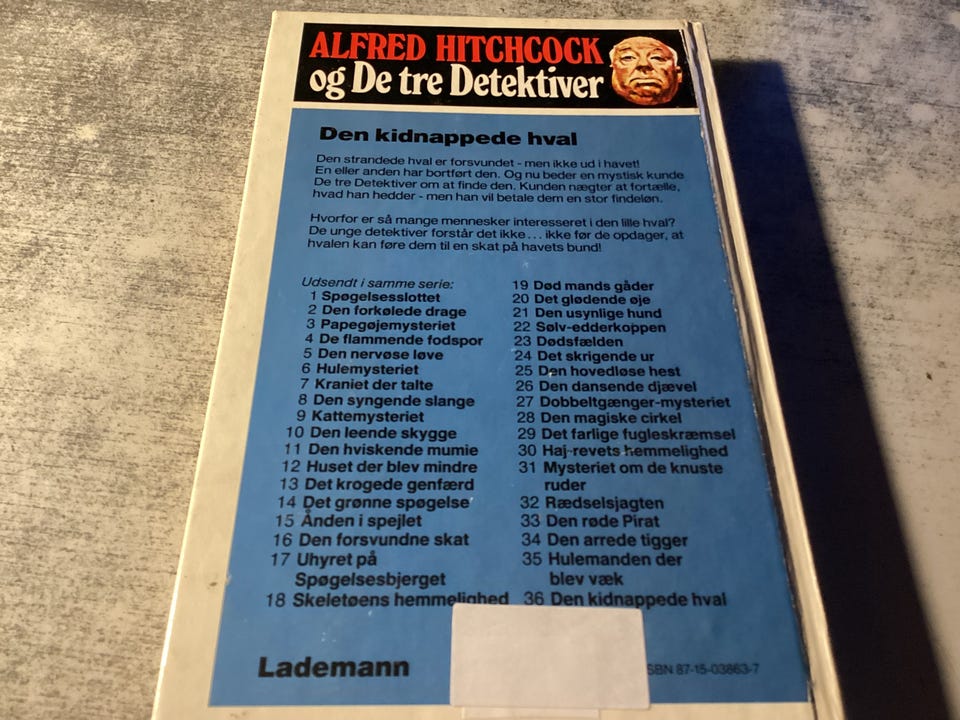 ALFRED HITCHCOCK
og De tre Detektiver
Den kidnappede hval
Den strandede hval er forsvundet - men ikke ud i havet!
En eller anden har bortført den. Og nu beder en mystisk kunde
De tre Detektiver om at finde den. Kunden nægter at fortælle,
hvad han hedder - men han vil betale dem en stor findeløn.
Hvorfor er så mange mennesker interesseret i den lille hval?
De unge detektiver forstår det ikke... ikke før de opdager, at
hvalen kan føre dem til en skat på havets bund!
Udsendt i samme serie:
1 Spøgelsesslottet
2 Den forkølede drage
3 Papegøjemysteriet
4 De flammende fodspor
5 Den nervøse løve
6 Hulemysteriet
7 Kraniet der talte
8 Den syngende slange
9 Kattemysteriet
10 Den leende skygge
11 Den hviskende mumie
12 Huset der blev mindre
13 Det krogede genfærd
14 Det grønne spøgelse
15 Ånden i spejlet
16 Den forsvundne skat
17 Uhyret på
Spøgelsesbjerget
18 Skeletøens hemmelighed
19 Død mands gåder
20 Det glødende øje
21 Den usynlige hund
22 Sølv-edderkoppen
23 Dødsfælden
24 Det skrigende ur
25 Den hovedløse hest
26 Den dansende djævel
27 Dobbeltgænger-mysteriet
28 Den magiske cirkel
29 Det farlige fugleskræmsel
30 Haj-revets hemmelighed
31 Mysteriet om de knuste
ruder
32 Rædselsjagten
33 Den røde Pirat
34 Den arrede tigger
35 Hulemanden der
blev væk
36 Den kidnappede hval
Lademann
SBN 87-15-03863-7